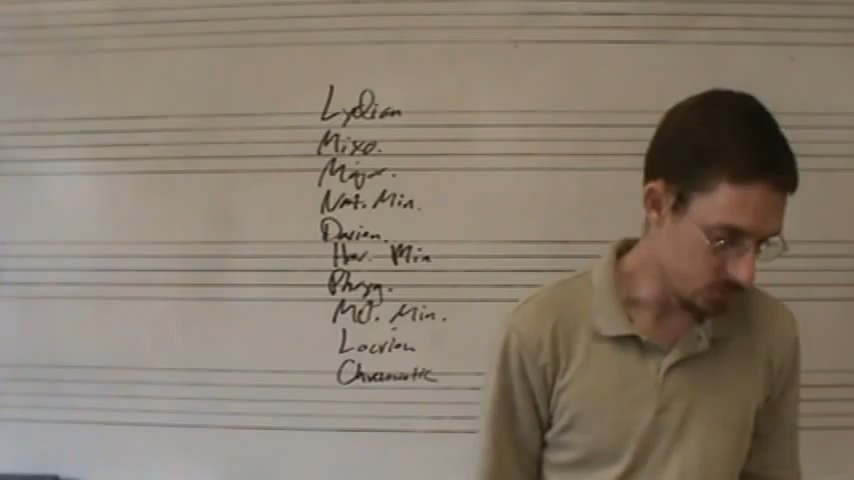 Lydian
Mixo.
Major.
Nat. Min.
Dorian.
Har. Min
Phryg.
Mel. Min.
Locrian
Chromatic